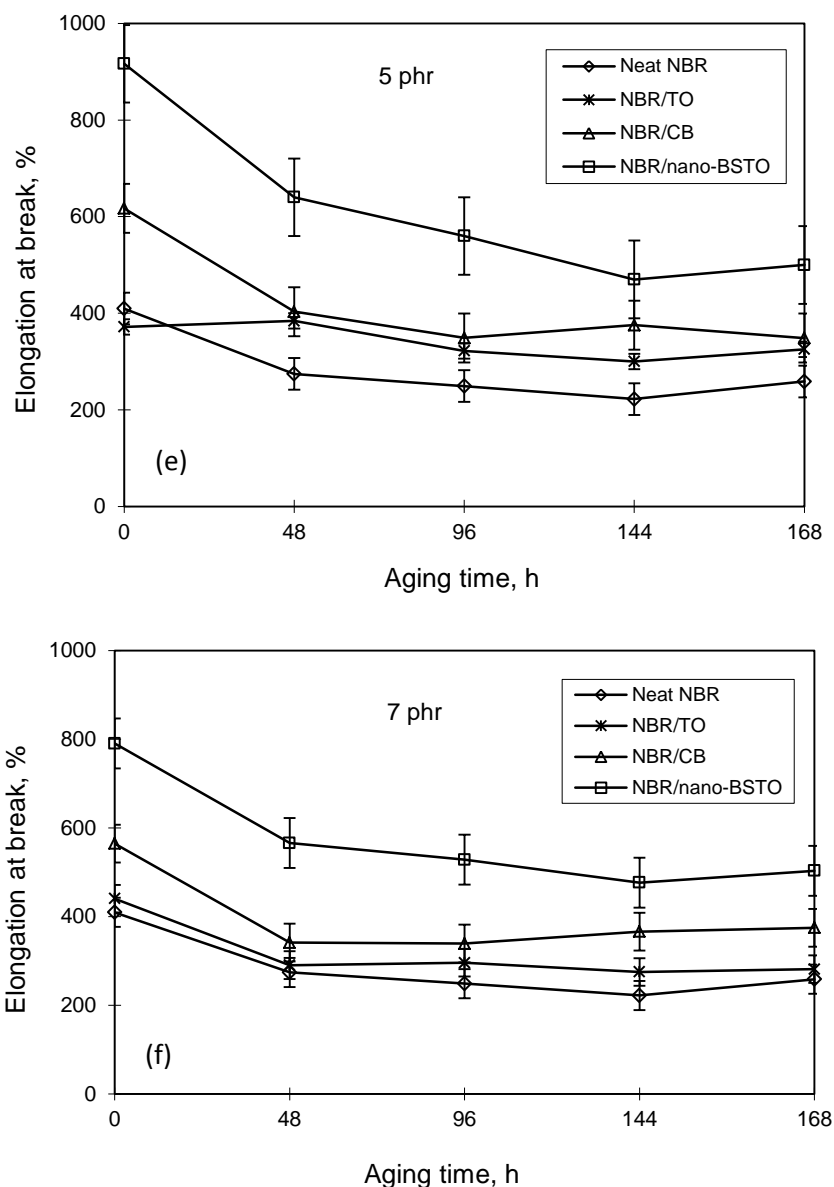 1000
800
600
400
200
0
Elongation at break, %
5 phr
Neat NBR
NBR/TO
NBR/CB
NBR/nano-BSTO
(e)
0 48 96 144 168
Aging time, h
1000
800
600
400
200
0
Elongation at break, %
7 phr
Neat NBR
NBR/TO
NBR/CB
NBR/nano-BSTO
(f)
0 48 96 144 168
Aging time, h